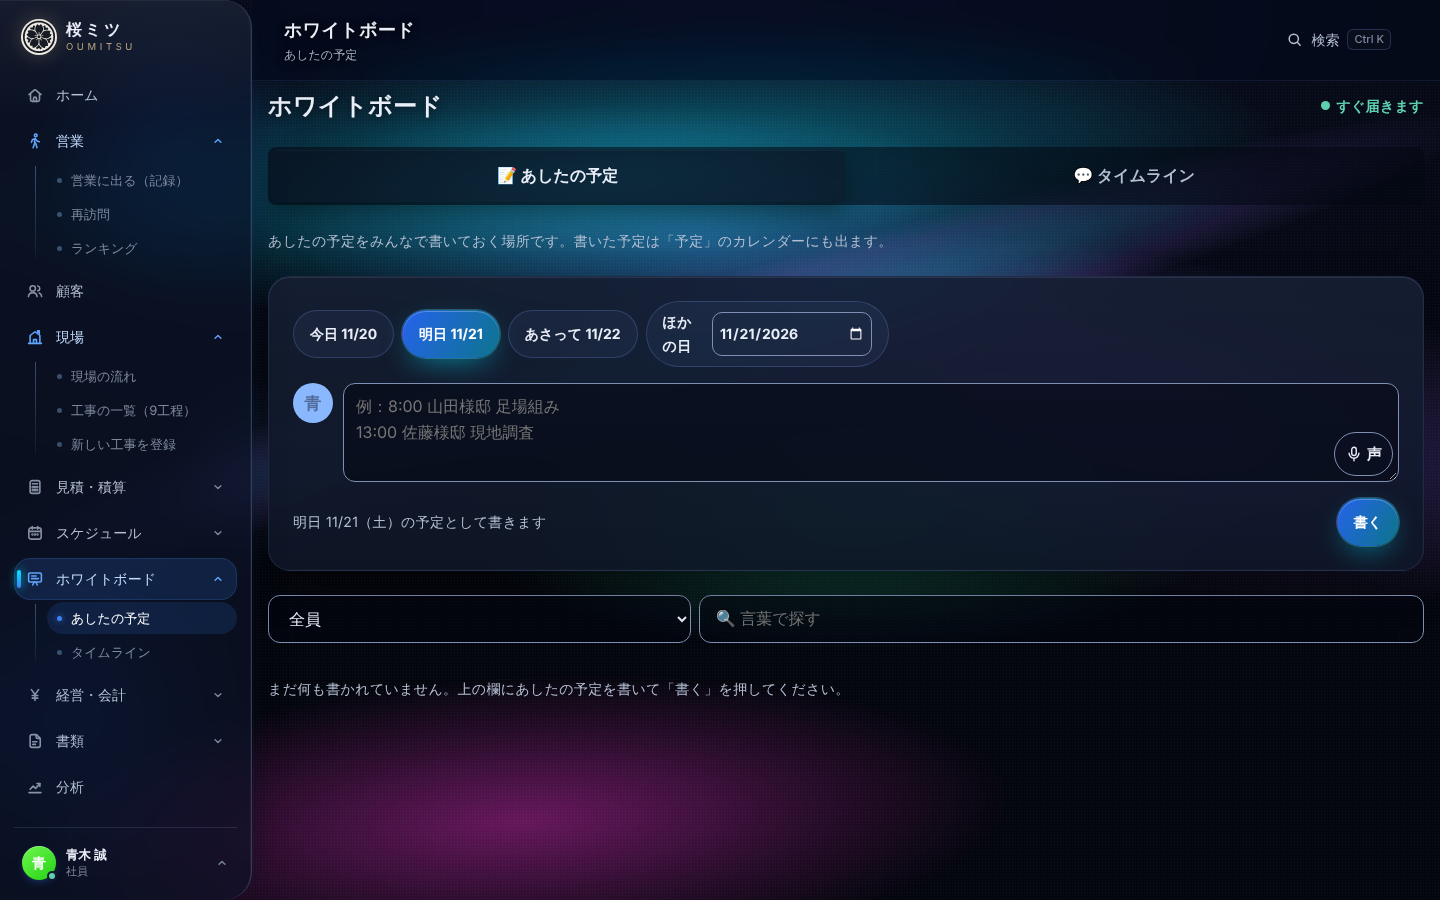 桜ミツ
OUMITSU
ホーム
営業
営業に出る（記録）
再訪問
ランキング
顧客
現場
現場の流れ
工事の一覧（9工程）
新しい工事を登録
見積・積算
スケジュール
ホワイトボード
あしたの予定
タイムライン
経営・会計
書類
分析
青
青木 誠
社員
ホワイトボード
あしたの予定
検索 Ctrl K
ホワイトボード
すぐ届きます
📝 あしたの予定
💬 タイムライン
あしたの予定をみんなで書いておく場所です。書いた予定は「予定」のカレンダーにも出ます。
今日 11/20
明日 11/21
あさって 11/22
ほか
の日
11/21/2026
青
例：8:00 山田様邸 足場組み
13:00 佐藤様邸 現地調査
声
明日 11/21（土）の予定として書きます
書く
全員
🔍 言葉で探す
まだ何も書かれていません。上の欄にあしたの予定を書いて「書く」を押してください。